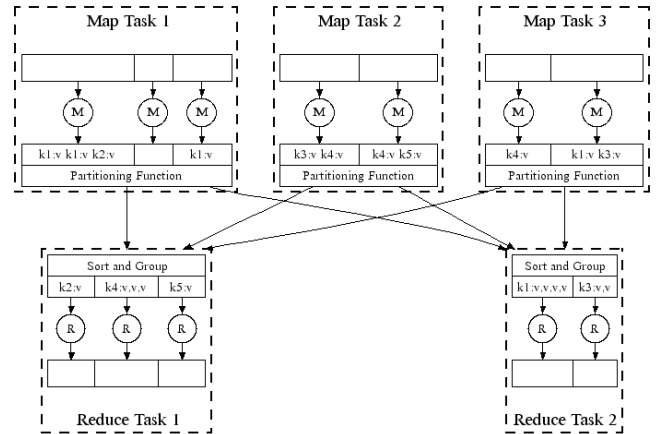 Map Task 1
Map Task 2
Map Task 3
M M M
M M
M M
k1:v k1:v k2:v k1:v
k3:v k4:v k4:v k5:v
k4:v k1:v k3:v
Partitioning Function
Partitioning Function
Partitioning Function
Sort and Group
Sort and Group
k2:v k4:v,v,v k5:v
k1:v,v,v,v k3:v,v
R R R
R R
Reduce Task 1
Reduce Task 2